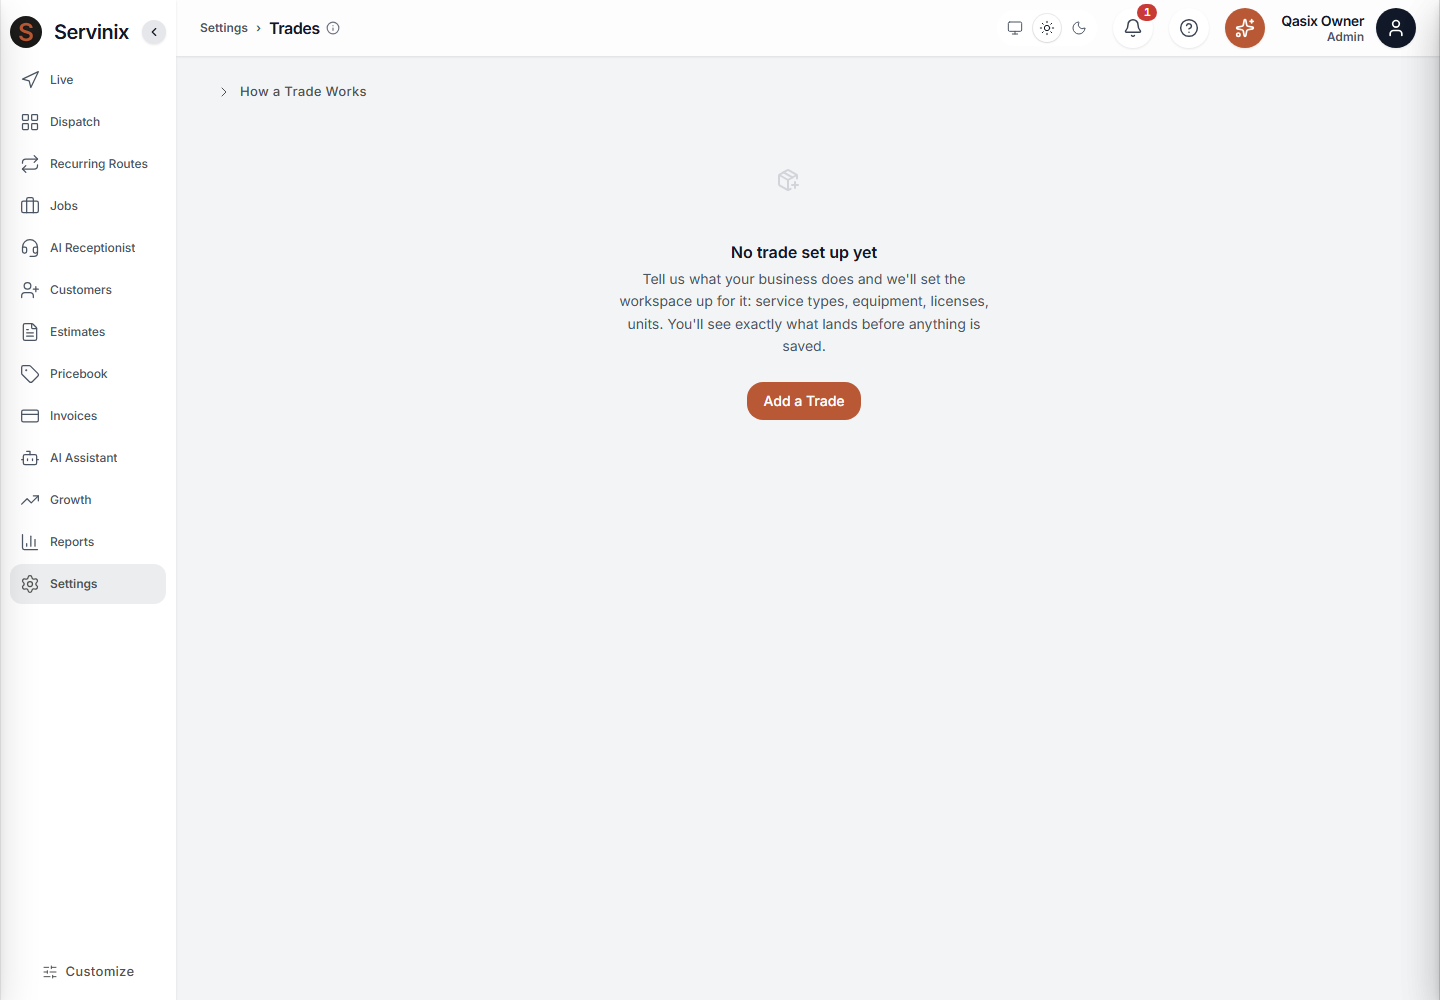 S Servinix
Live
Dispatch
Recurring Routes
Jobs
AI Receptionist
Customers
Estimates
Pricebook
Invoices
AI Assistant
Growth
Reports
Settings
Customize
Settings › Trades
1
Qasix Owner
Admin
How a Trade Works
No trade set up yet
Tell us what your business does and we'll set the
workspace up for it: service types, equipment, licenses,
units. You'll see exactly what lands before anything is
saved.
Add a Trade